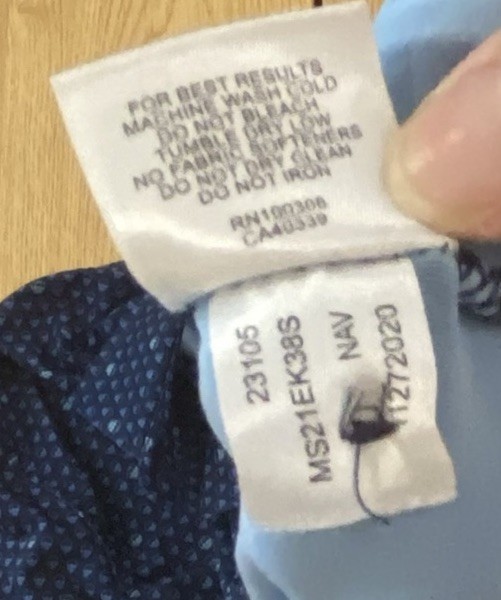 FOR BEST RESULTS
MACHINE WASH COLD
DO NOT BLEACH
TUMBLE DRY LOW
NO FABRIC SOFTENERS
DO NOT DRY CLEAN
DO NOT IRON
RN100306
CA40339
23105
MS21EK38S
NAV